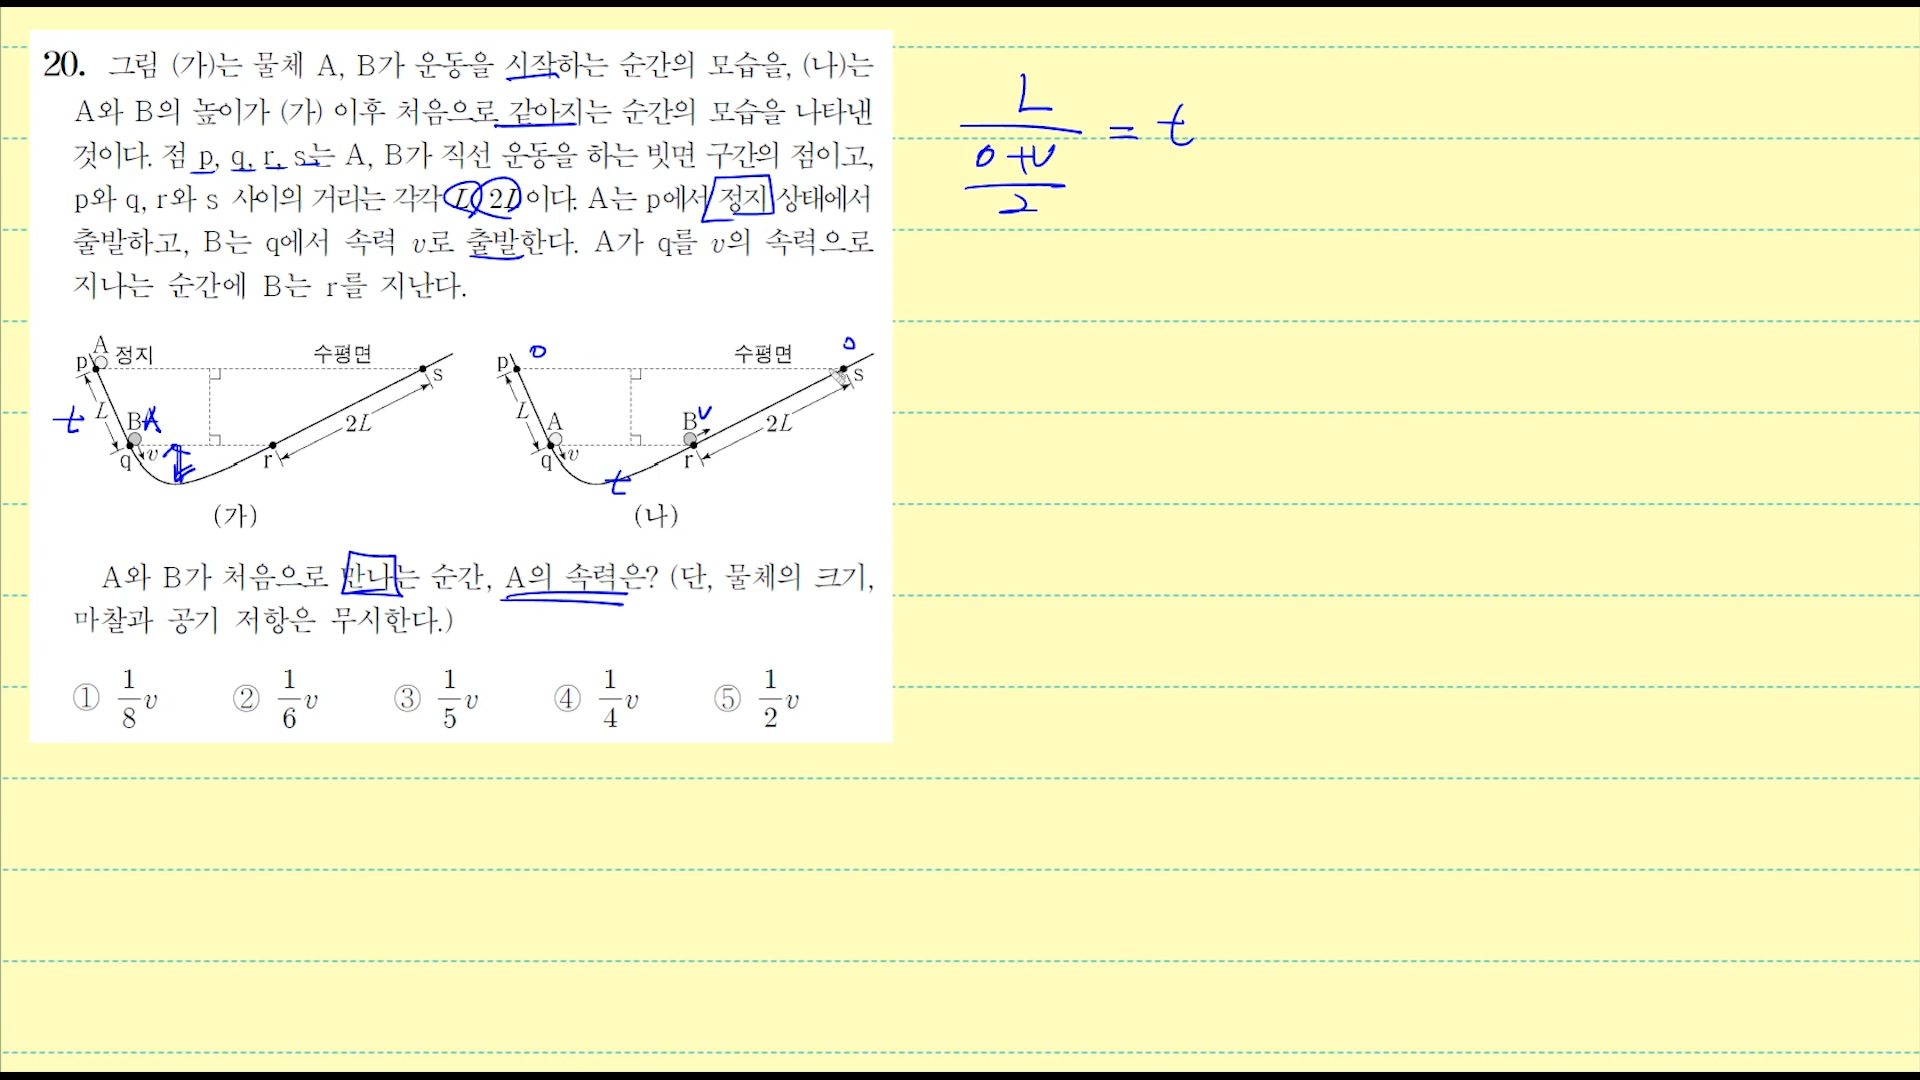 20. 그림 (가)는 물체 A, B가 운동을 시작하는 순간의 모습을, (나)는
A와 B의 높이가 (가) 이후 처음으로 같아지는 순간의 모습을 나타낸
것이다. 점 p, q, r, s는 A, B가 직선 운동을 하는 빗면 구간의 점이고,
p와 q, r와 s 사이의 거리는 각각 L, 2L이다. A는 p에서 정지 상태에서
출발하고, B는 q에서 속력 v로 출발한다. A가 q를 v의 속력으로
지나는 순간에 B는 r를 지난다.
L
0+v = t
2
A
p 정지 수평면 s
t L B A 2L
q v r
(가)
p 0 수평면 0 s
L A B v 2L
q v t r
(나)
A와 B가 처음으로 만나는 순간, A의 속력은? (단, 물체의 크기,
마찰과 공기 저항은 무시한다.)
① 1/8 v ② 1/6 v ③ 1/5 v ④ 1/4 v ⑤ 1/2 v